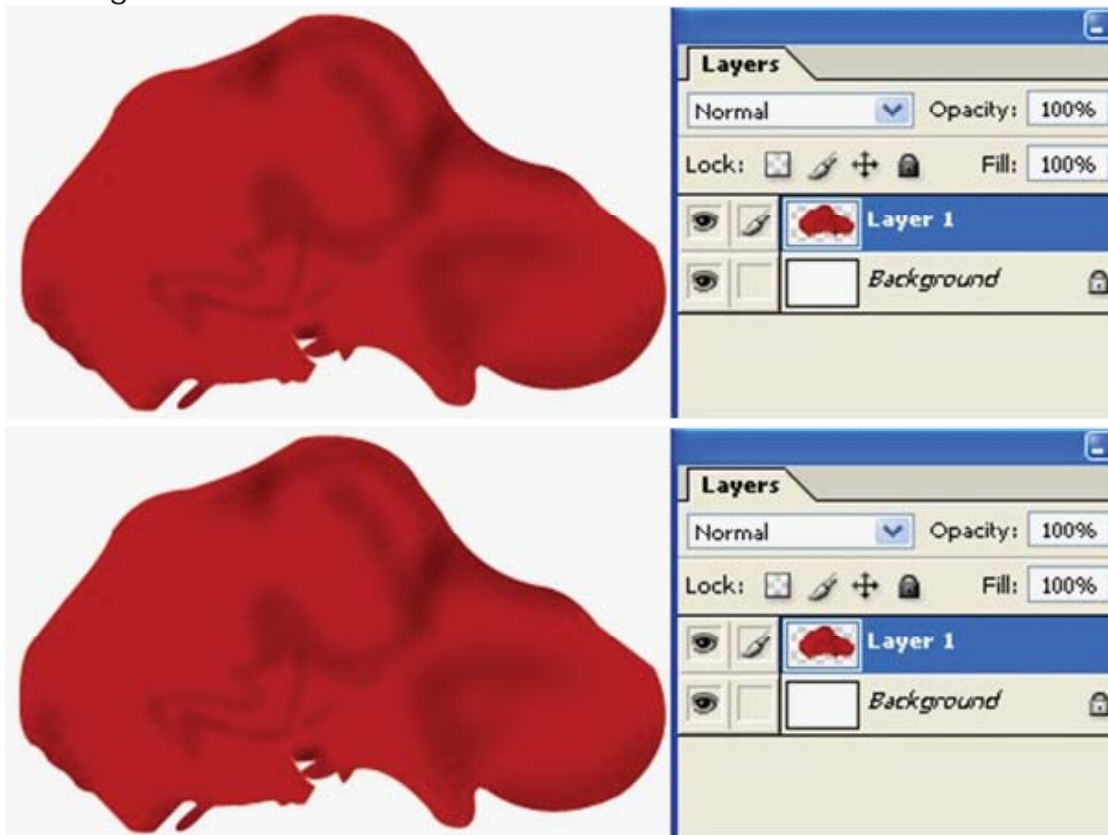 Layers
Normal Opacity: 100%
Lock: Fill: 100%
Layer 1
Background
Layers
Normal Opacity: 100%
Lock: Fill: 100%
Layer 1
Background